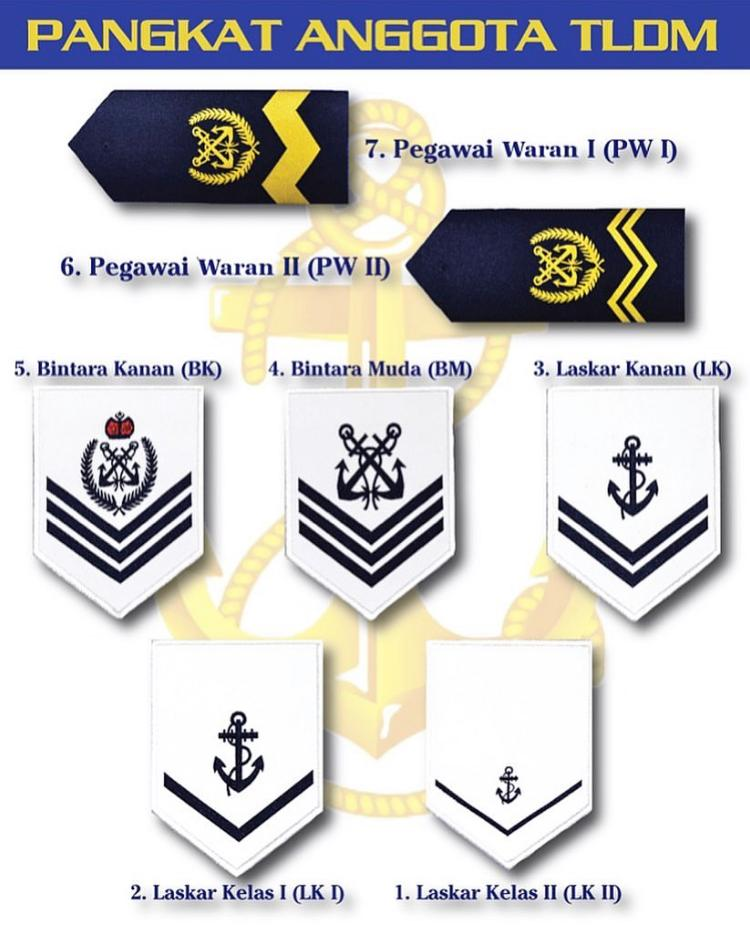 PANGKAT ANGGOTA TLDM
7. Pegawai Waran I (PW I)
6. Pegawai Waran II (PW II)
5. Bintara Kanan (BK)
4. Bintara Muda (BM)
3. Laskar Kanan (LK)
2. Laskar Kelas I (LK I)
1. Laskar Kelas II (LK II)